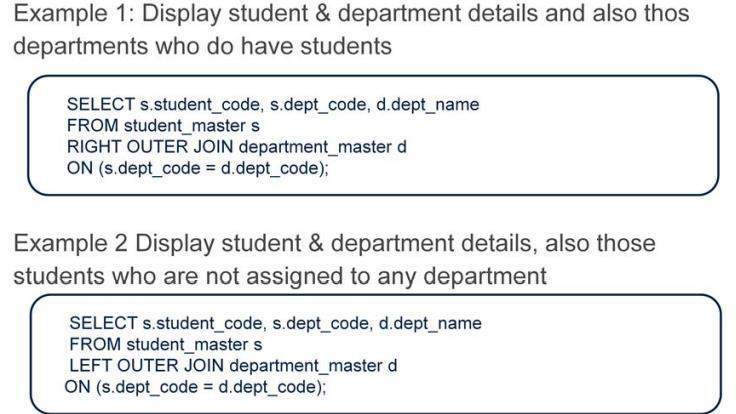 Example 1: Display student & department details and also thos
departments who do have students
SELECT s.student_code, s.dept_code, d.dept_name
FROM student_master s
RIGHT OUTER JOIN department_master d
ON (s.dept_code = d.dept_code);
Example 2 Display student & department details, also those
students who are not assigned to any department
SELECT s.student_code, s.dept_code, d.dept_name
FROM student_master s
LEFT OUTER JOIN department_master d
ON (s.dept_code = d.dept_code);